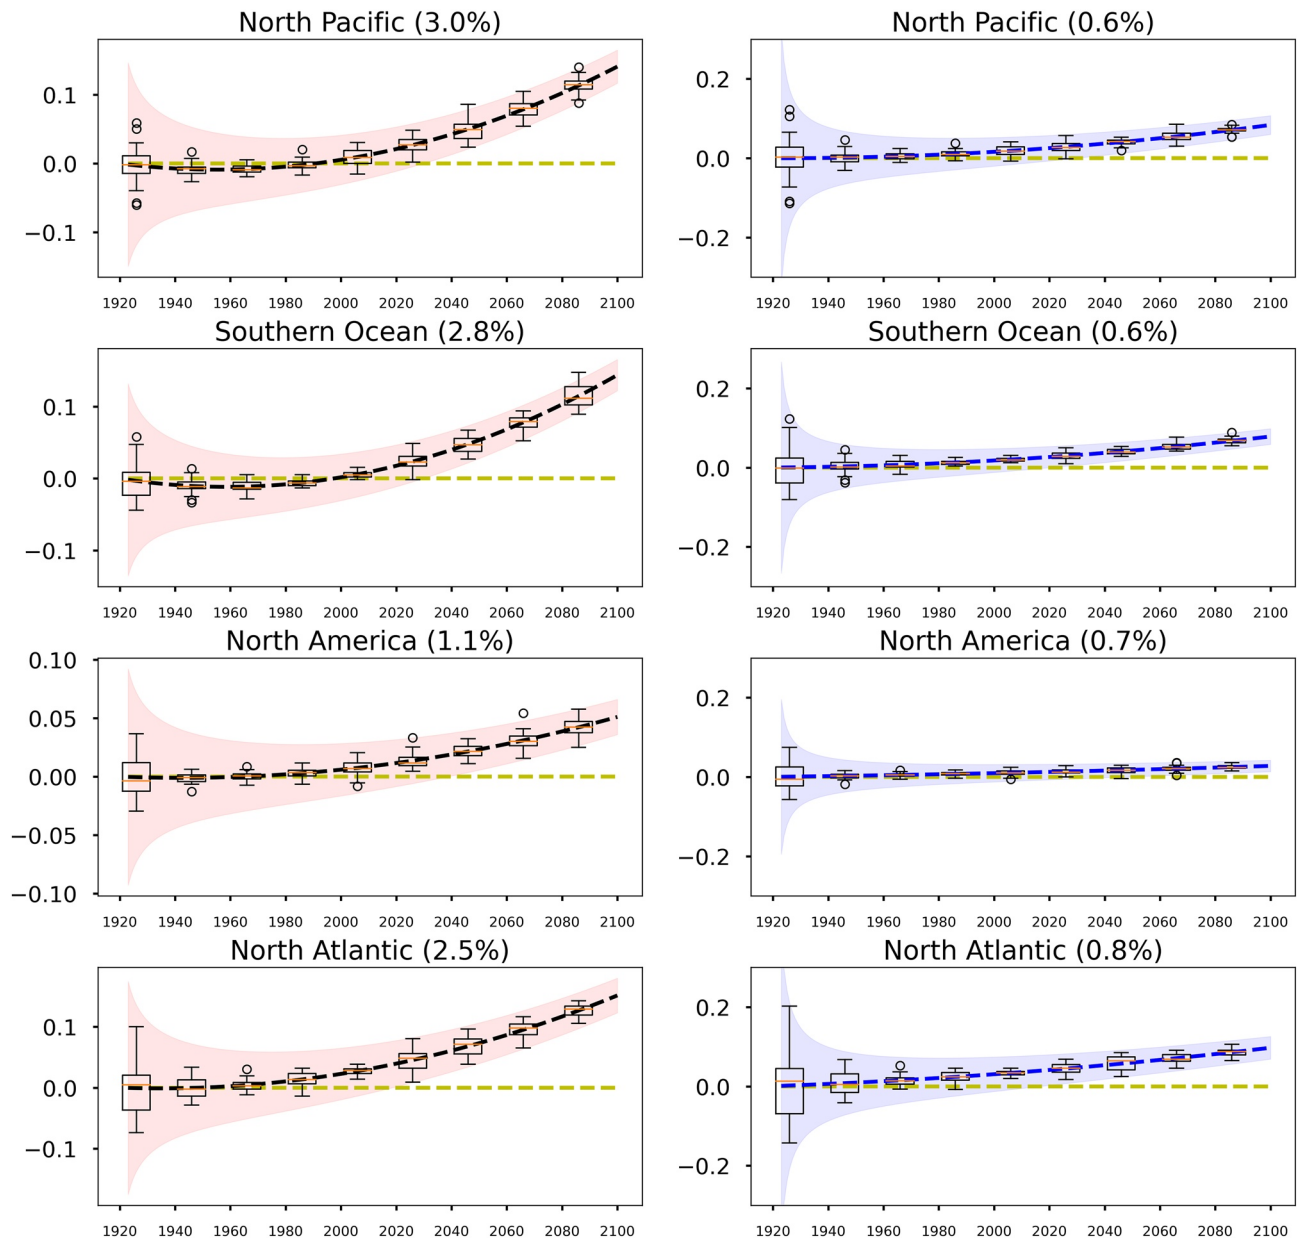 North Pacific (3.0%) North Pacific (0.6%)
0.1 0.2
0.0 0.0
−0.1 −0.2
1920 1940 1960 1980 2000 2020 2040 2060 2080 2100 1920 1940 1960 1980 2000 2020 2040 2060 2080 2100
Southern Ocean (2.8%) Southern Ocean (0.6%)
0.1 0.2
0.0 0.0
−0.1 −0.2
1920 1940 1960 1980 2000 2020 2040 2060 2080 2100 1920 1940 1960 1980 2000 2020 2040 2060 2080 2100
North America (1.1%) North America (0.7%)
0.10
0.05 0.2
0.00 0.0
−0.05 −0.2
−0.10
1920 1940 1960 1980 2000 2020 2040 2060 2080 2100 1920 1940 1960 1980 2000 2020 2040 2060 2080 2100
North Atlantic (2.5%) North Atlantic (0.8%)
0.1 0.2
0.0 0.0
−0.1 −0.2
1920 1940 1960 1980 2000 2020 2040 2060 2080 2100 1920 1940 1960 1980 2000 2020 2040 2060 2080 2100